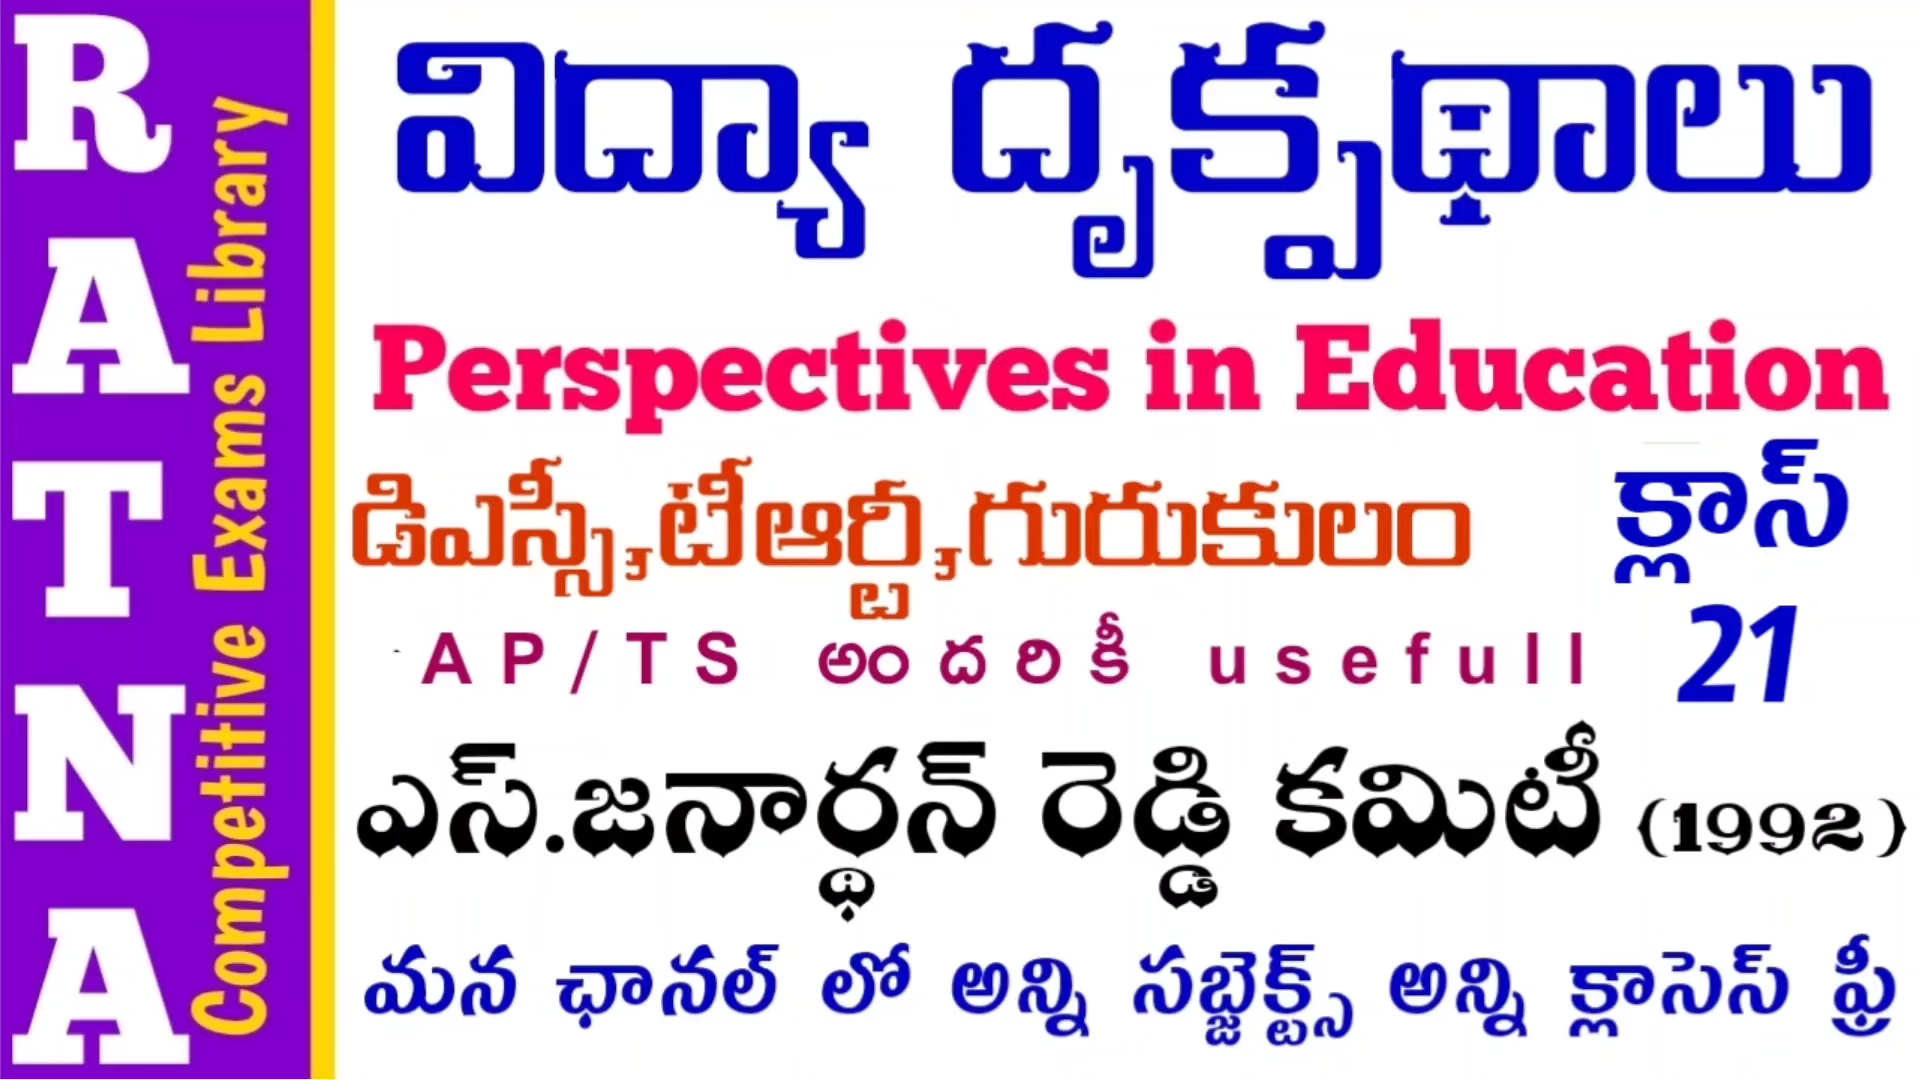 RATNA
Competitive Exams Library
విద్యా దృక్పథాలు
Perspectives in Education
డిఎస్సీ,టీఆర్టీ,గురుకులం
క్లాస్
21
AP/TS అందరికీ usefull
ఎస్.జనార్థన్ రెడ్డి కమిటీ (1992)
మన ఛానల్ లో అన్ని సబ్జెక్ట్స్ అన్ని క్లాసెస్ ఫ్రీ